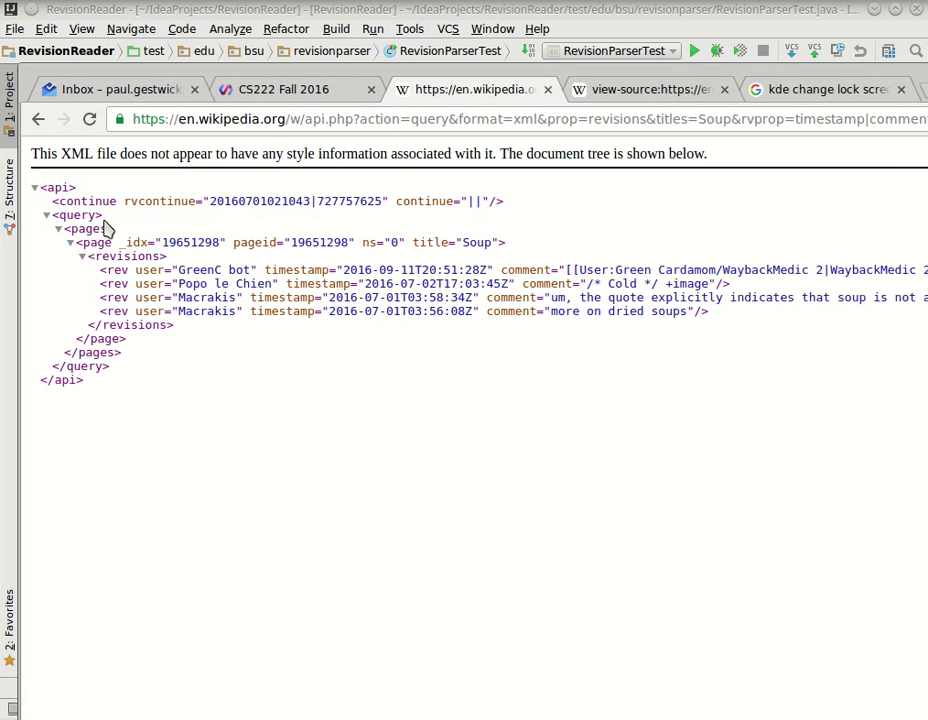 RevisionReader - [~/IdeaProjects/RevisionReader] - [RevisionReader] - ~/IdeaProjects/RevisionReader/test/edu/bsu/revisionparser/RevisionParserTest.java - I...
File Edit View Navigate Code Analyze Refactor Build Run Tools VCS Window Help
RevisionReader test edu bsu revisionparser RevisionParserTest RevisionParserTest VCS VCS
1: Project
7: Structure
2: Favorites
Inbox – paul.gestwick × CS222 Fall 2016 × https://en.wikipedia.o × view-source:https://en × kde change lock scree ×
https://en.wikipedia.org/w/api.php?action=query&format=xml&prop=revisions&titles=Soup&rvprop=timestamp|commen
This XML file does not appear to have any style information associated with it. The document tree is shown below.
▼<api>
<continue rvcontinue="20160701021043|727757625" continue="||"/>
▼<query>
▼<pages
▼<page _idx="19651298" pageid="19651298" ns="0" title="Soup">
▼<revisions>
<rev user="GreenC bot" timestamp="2016-09-11T20:51:28Z" comment="[[User:Green Cardamom/WaybackMedic 2|WaybackMedic 2
<rev user="Popo le Chien" timestamp="2016-07-02T17:03:45Z" comment="/* Cold */ +image"/>
<rev user="Macrakis" timestamp="2016-07-01T03:58:34Z" comment="um, the quote explicitly indicates that soup is not a
<rev user="Macrakis" timestamp="2016-07-01T03:56:08Z" comment="more on dried soups"/>
</revisions>
</page>
</pages>
</query>
</api>